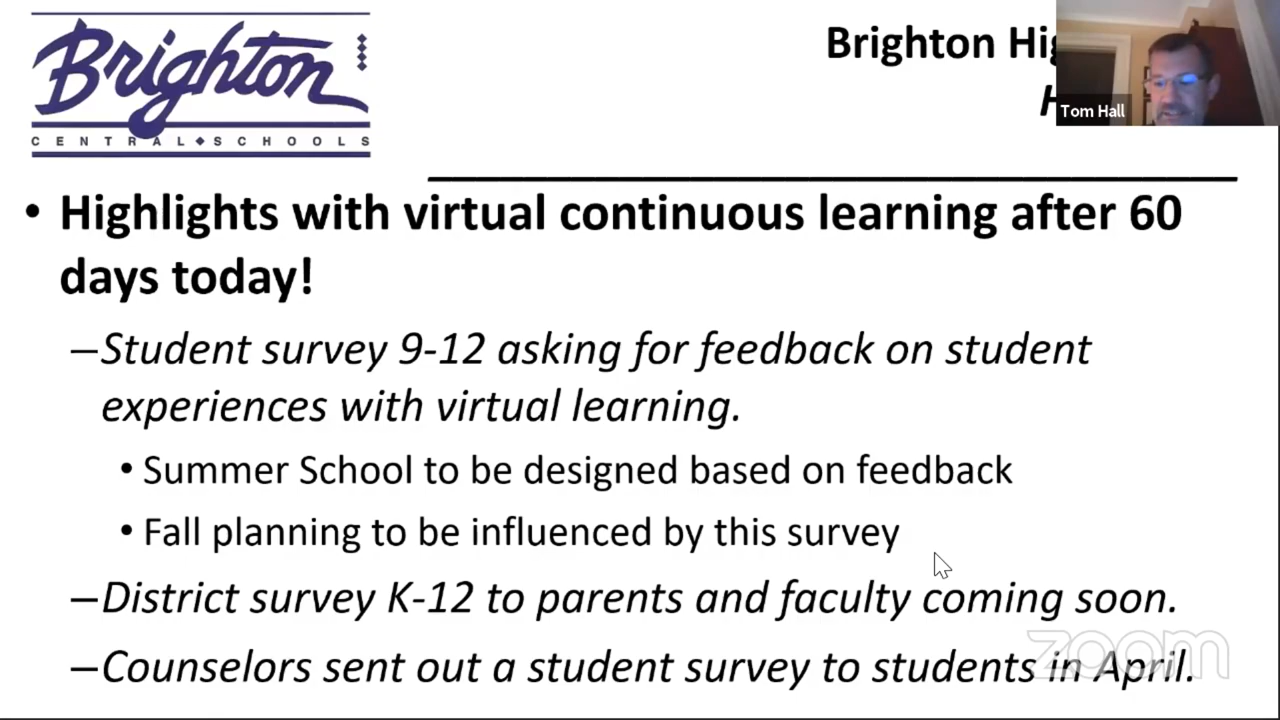 Brighton
CENTRAL◆SCHOOLS
Brighton
Tom Hall
• Highlights with virtual continuous learning after 60
days today!
–Student survey 9-12 asking for feedback on student
experiences with virtual learning.
• Summer School to be designed based on feedback
• Fall planning to be influenced by this survey
–District survey K-12 to parents and faculty coming soon.
–Counselors sent out a student survey to students in April.
zoom